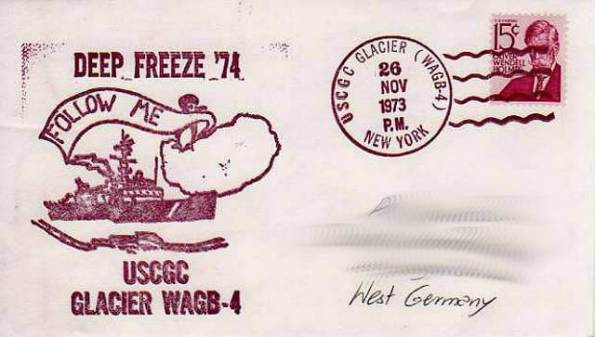 DEEP FREEZE '74
FOLLOW ME
USCGC
GLACIER WAGB-4
USCGC GLACIER (WAGB-4)
26
NOV
1973
P.M.
NEW YORK
15¢
OLIVER
WENDELL
HOLMES
West Germany